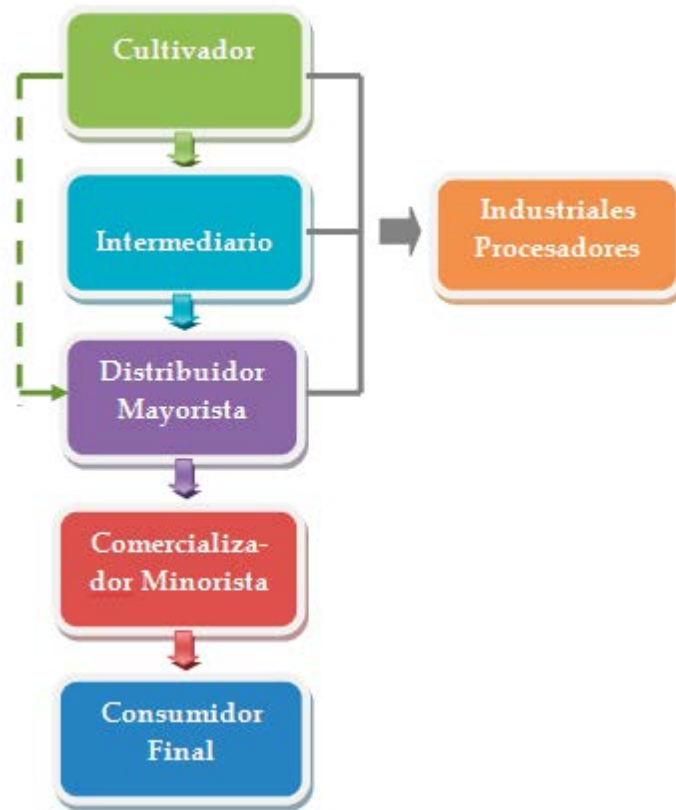 Cultivador
Intermediario
Industriales
Procesadores
Distribuidor
Mayorista
Comercializa-
dor Minorista
Consumidor
Final